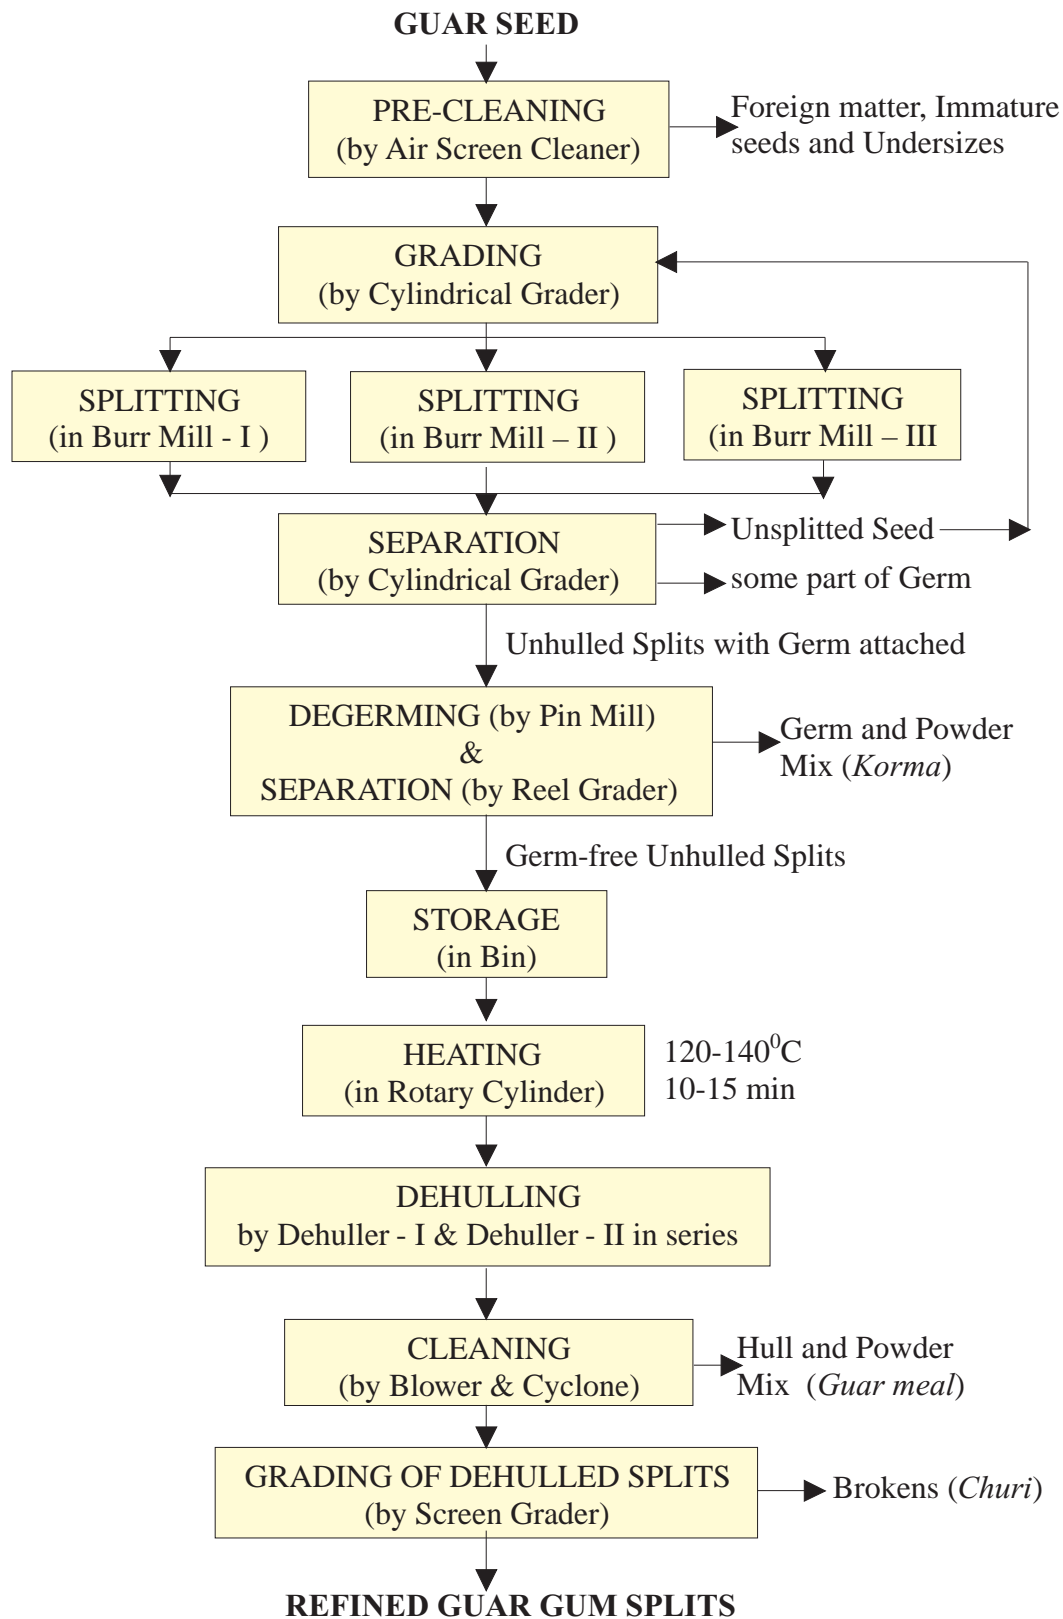 GUAR SEED
PRE-CLEANING
(by Air Screen Cleaner)
Foreign matter, Immature
seeds and Undersizes
GRADING
(by Cylindrical Grader)
SPLITTING
(in Burr Mill - I )
SPLITTING
(in Burr Mill – II )
SPLITTING
(in Burr Mill – III
SEPARATION
(by Cylindrical Grader)
Unsplitted Seed
some part of Germ
Unhulled Splits with Germ attached
DEGERMING (by Pin Mill)
&
SEPARATION (by Reel Grader)
Germ and Powder
Mix (Korma)
Germ-free Unhulled Splits
STORAGE
(in Bin)
HEATING
(in Rotary Cylinder)
120-140⁰C
10-15 min
DEHULLING
by Dehuller - I & Dehuller - II in series
CLEANING
(by Blower & Cyclone)
Hull and Powder
Mix (Guar meal)
GRADING OF DEHULLED SPLITS
(by Screen Grader)
Brokens (Churi)
REFINED GUAR GUM SPLITS